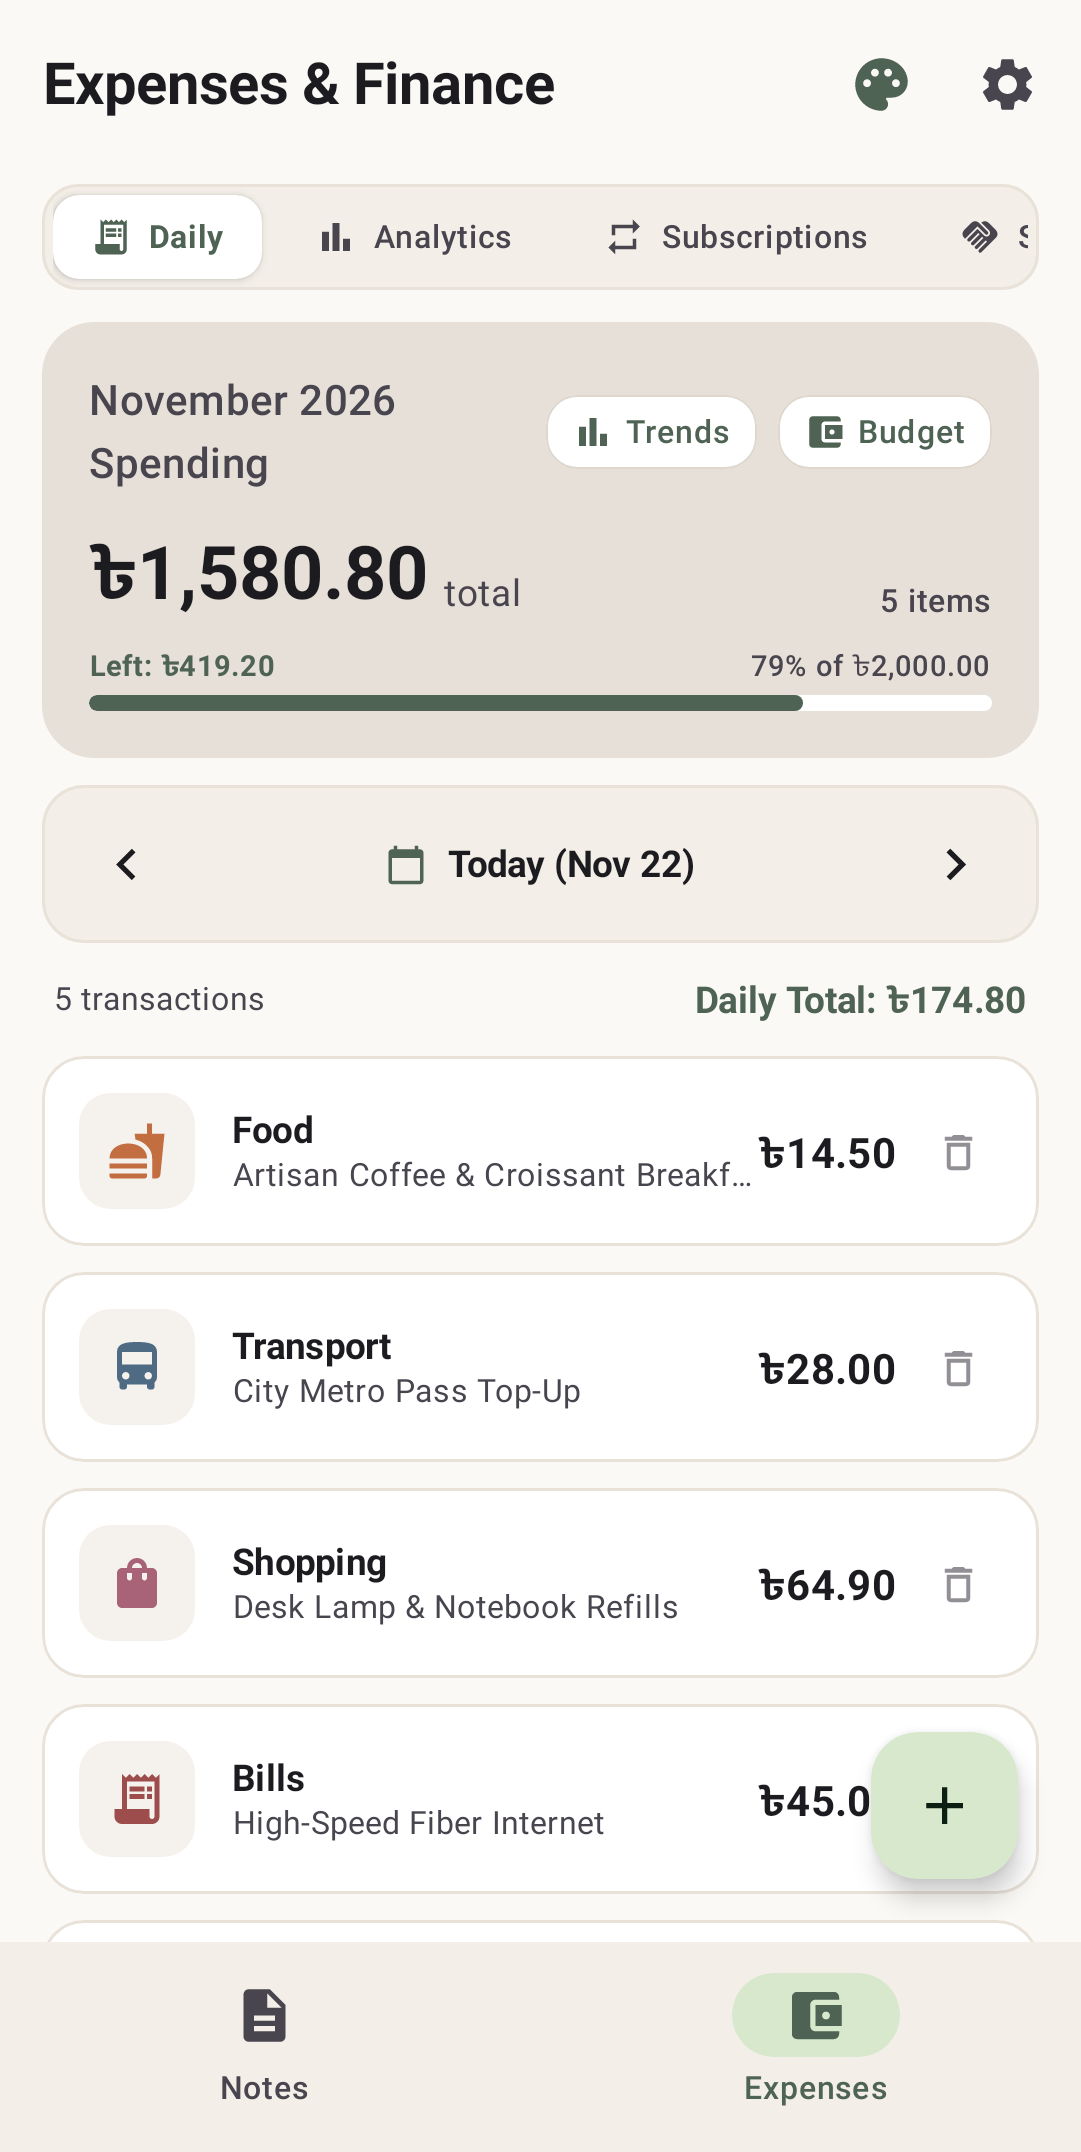 Expenses & Finance
Daily
Analytics
Subscriptions
November 2026
Spending
Trends
Budget
৳1,580.80 total
5 items
Left: ৳419.20
79% of ৳2,000.00
Today (Nov 22)
5 transactions
Daily Total: ৳174.80
Food
Artisan Coffee & Croissant Breakf...
৳14.50
Transport
City Metro Pass Top-Up
৳28.00
Shopping
Desk Lamp & Notebook Refills
৳64.90
Bills
High-Speed Fiber Internet
৳45.0
Notes
Expenses